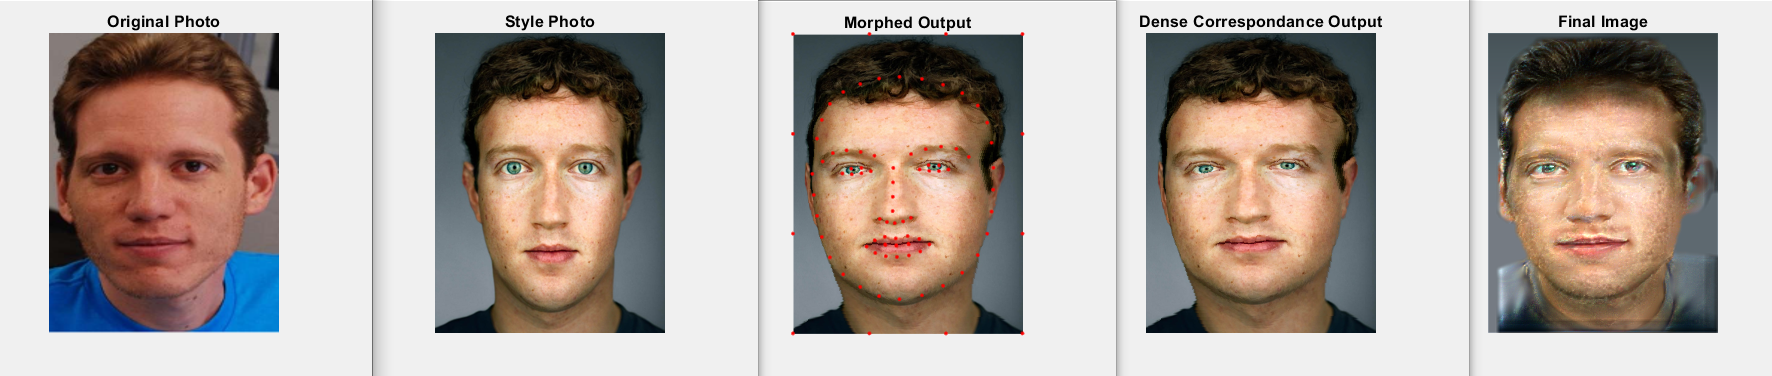 Original Photo
Style Photo
Morphed Output
Dense Correspondance Output
Final Image